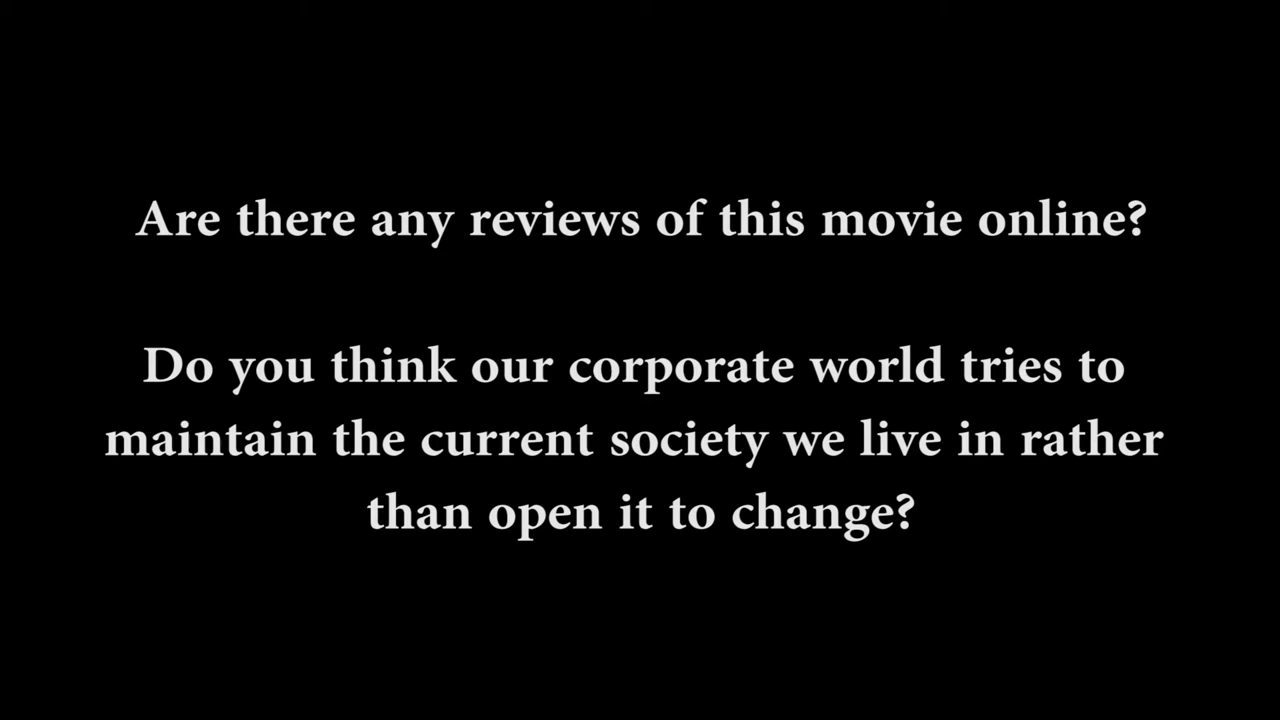 Are there any reviews of this movie online?
Do you think our corporate world tries to
maintain the current society we live in rather
than open it to change?